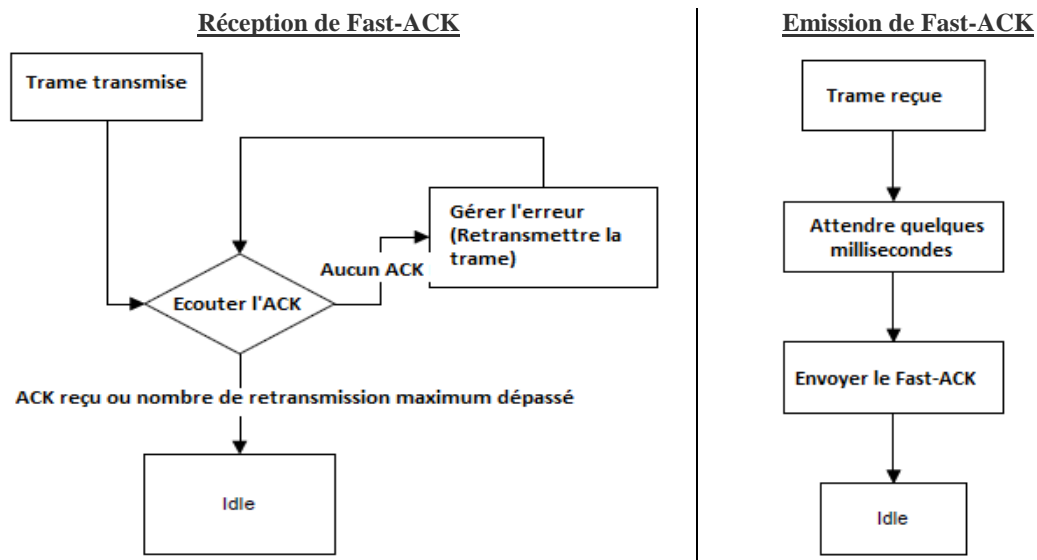 Réception de Fast-ACK
Trame transmise
Gérer l'erreur
(Retransmettre la
trame)
Aucun ACK
Ecouter l'ACK
ACK reçu ou nombre de retransmission maximum dépassé
Idle
Emission de Fast-ACK
Trame reçue
Attendre quelques
millisecondes
Envoyer le Fast-ACK
Idle